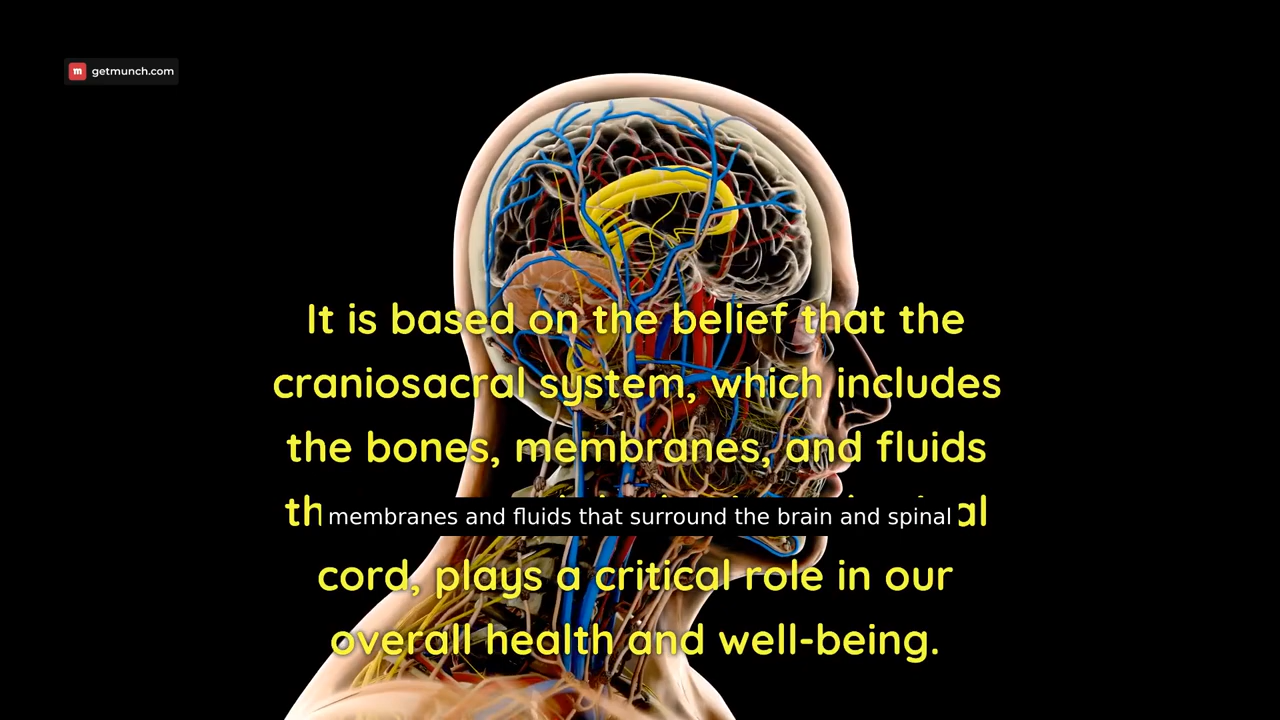 m getmunch.com
It is based on the belief that the
craniosacral system, which includes
the bones, membranes, and fluids
membranes and fluids that surround the brain and spinal
cord, plays a critical role in our
overall health and well-being.